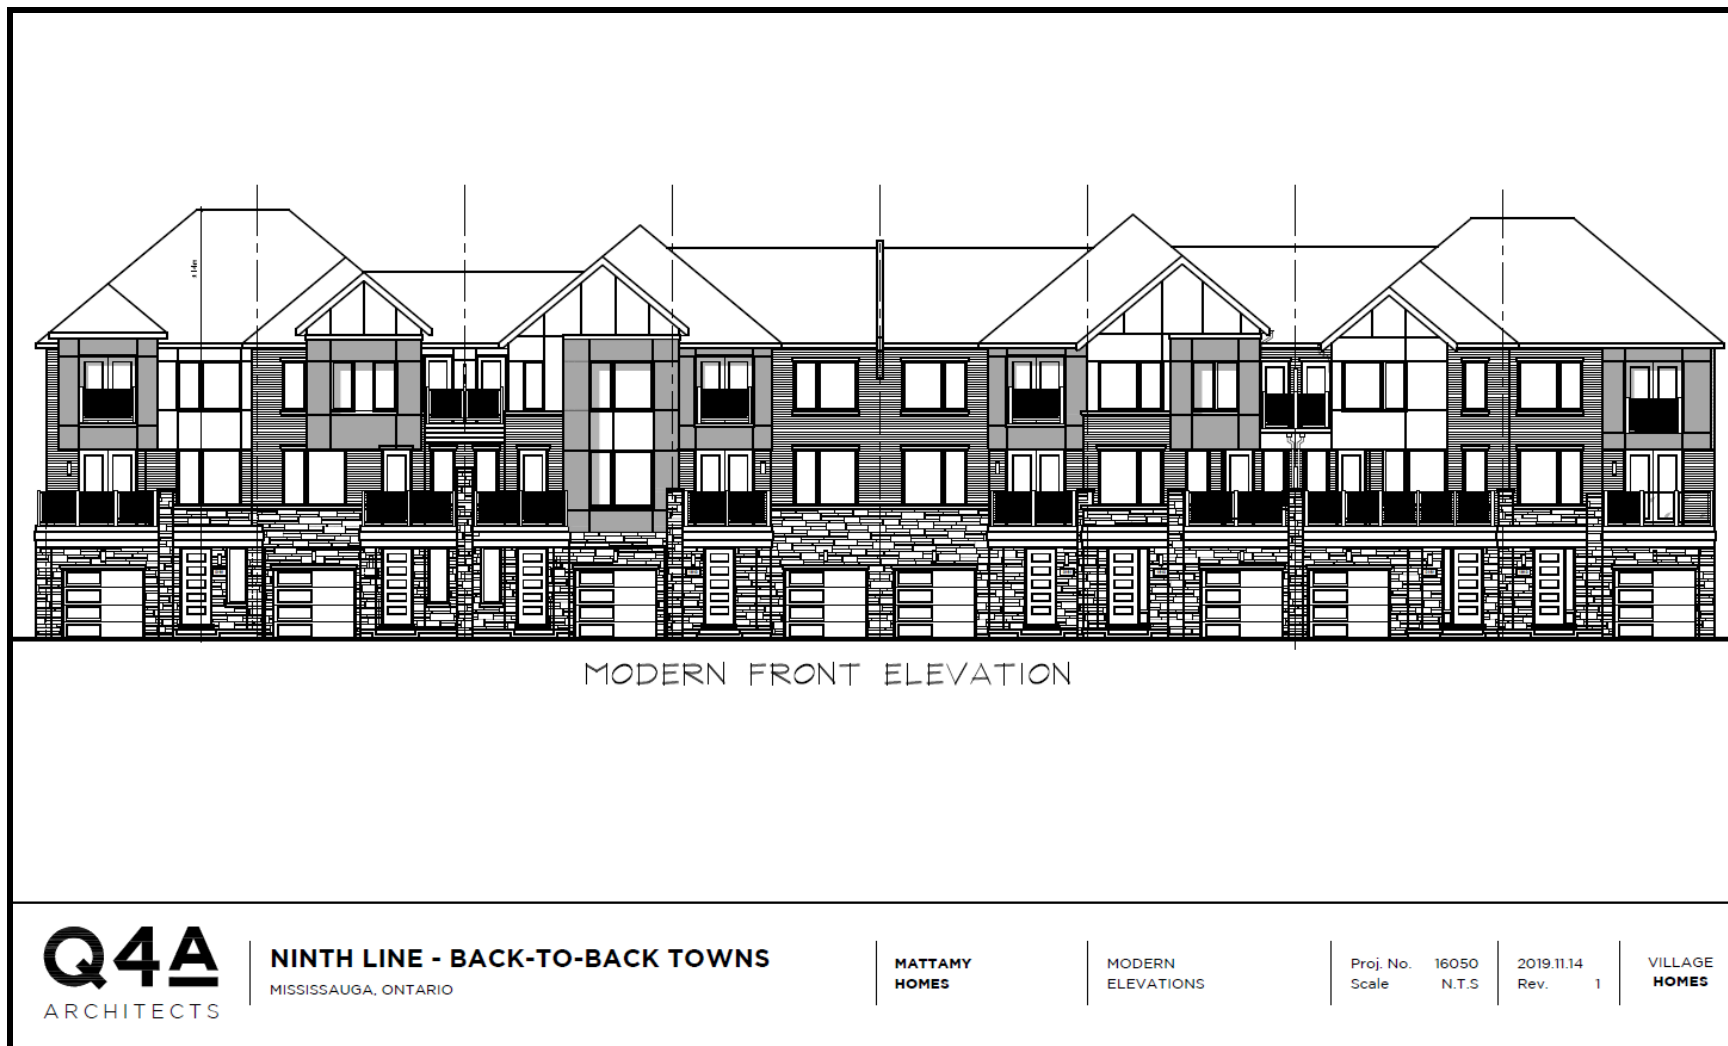 MODERN FRONT ELEVATION
Q4A
ARCHITECTS
NINTH LINE - BACK-TO-BACK TOWNS
MISSISSAUGA, ONTARIO
MATTAMY
HOMES
MODERN
ELEVATIONS
Proj. No. 16050
Scale N.T.S
2019.11.14
Rev. 1
VILLAGE
HOMES